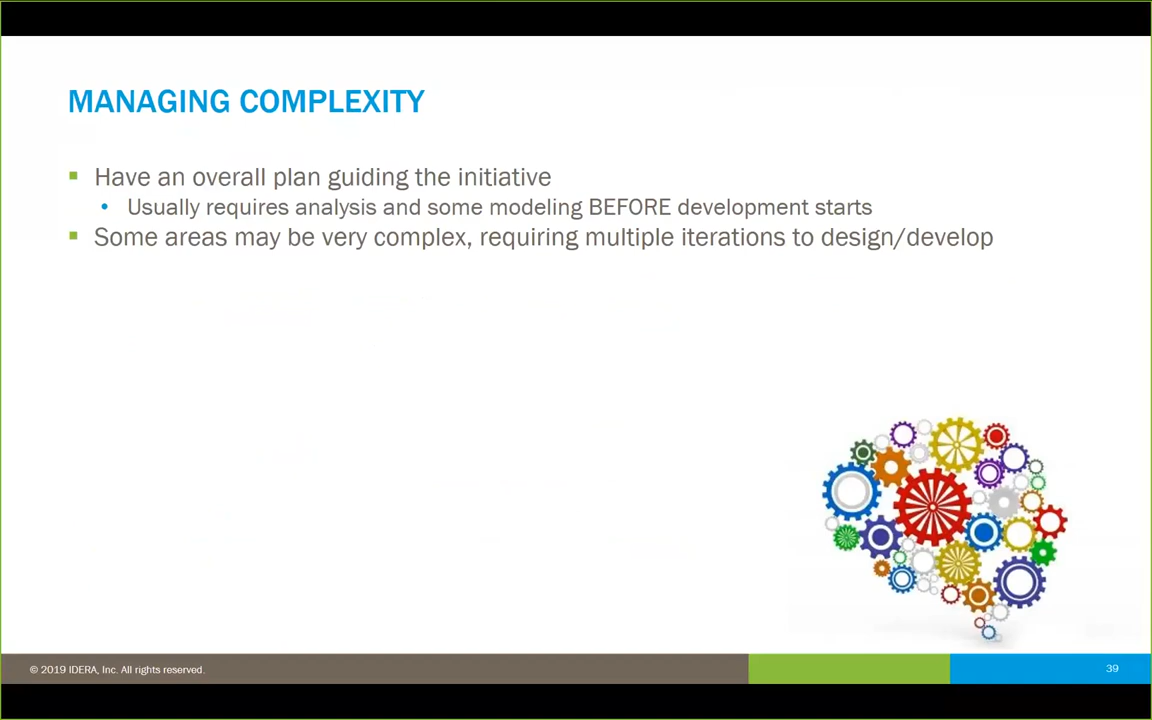 MANAGING COMPLEXITY
Have an overall plan guiding the initiative
Usually requires analysis and some modeling BEFORE development starts
Some areas may be very complex, requiring multiple iterations to design/develop
© 2019 IDERA, Inc. All rights reserved.
39